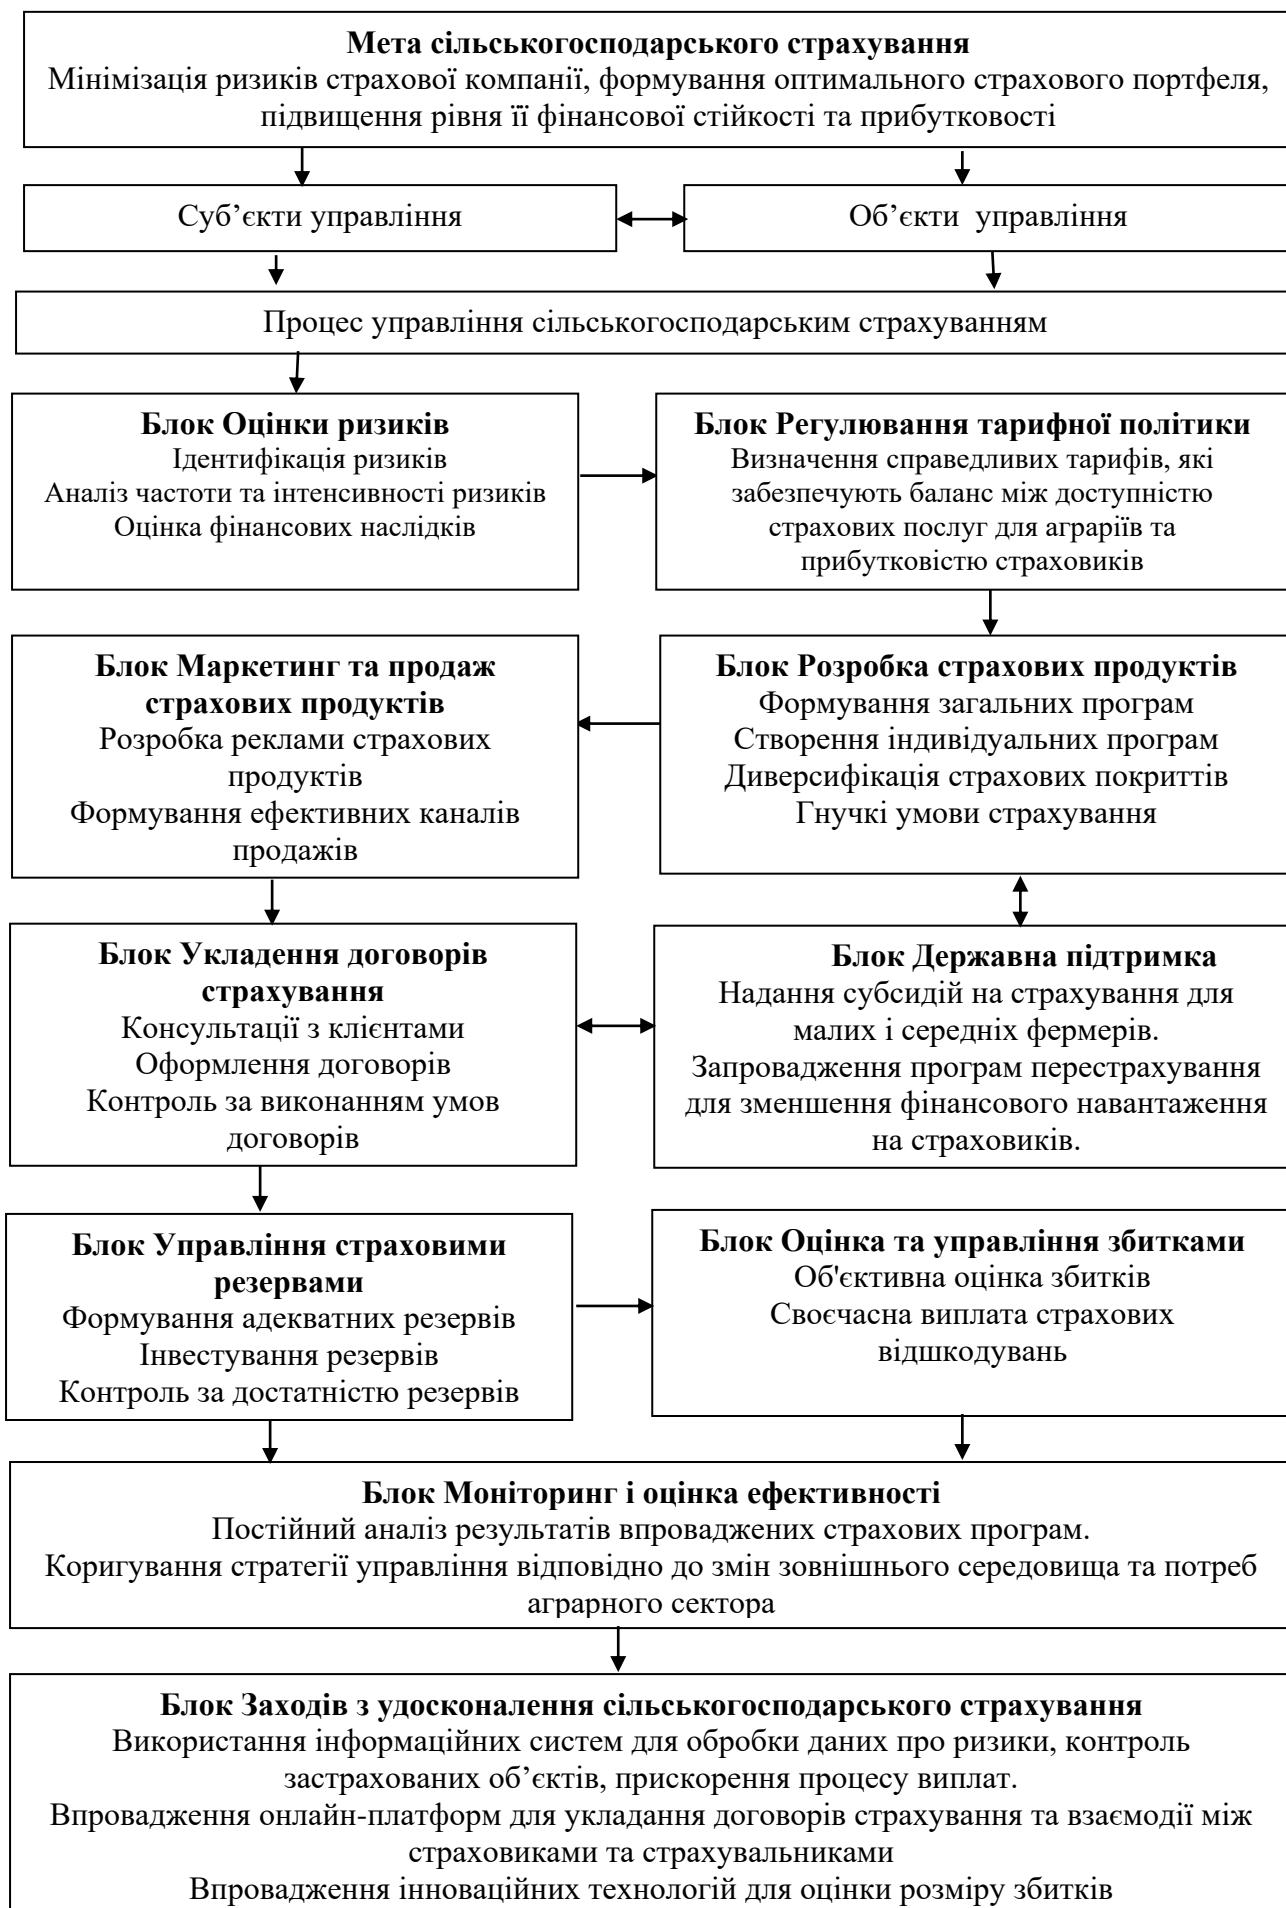 Мета сільськогосподарського страхування
Мінімізація ризиків страхової компанії, формування оптимального страхового портфеля,
підвищення рівня її фінансової стійкості та прибутковості
Суб’єкти управління
Об’єкти управління
Процес управління сільськогосподарським страхуванням
Блок Оцінки ризиків
Ідентифікація ризиків
Аналіз частоти та інтенсивності ризиків
Оцінка фінансових наслідків
Блок Регулювання тарифної політики
Визначення справедливих тарифів, які
забезпечують баланс між доступністю
страхових послуг для аграріїв та
прибутковістю страховиків
Блок Маркетинг та продаж
страхових продуктів
Розробка реклами страхових
продуктів
Формування ефективних каналів
продажів
Блок Розробка страхових продуктів
Формування загальних програм
Створення індивідуальних програм
Диверсифікація страхових покриттів
Гнучкі умови страхування
Блок Укладення договорів
страхування
Консультації з клієнтами
Оформлення договорів
Контроль за виконанням умов
договорів
Блок Державна підтримка
Надання субсидій на страхування для
малих і середніх фермерів.
Запровадження програм перестрахування
для зменшення фінансового навантаження
на страховиків.
Блок Управління страховими
резервами
Формування адекватних резервів
Інвестування резервів
Контроль за достатністю резервів
Блок Оцінка та управління збитками
Об'єктивна оцінка збитків
Своєчасна виплата страхових
відшкодувань
Блок Моніторинг і оцінка ефективності
Постійний аналіз результатів впроваджених страхових програм.
Коригування стратегії управління відповідно до змін зовнішнього середовища та потреб
аграрного сектора
Блок Заходів з удосконалення сільськогосподарського страхування
Використання інформаційних систем для обробки даних про ризики, контроль
застрахованих об’єктів, прискорення процесу виплат.
Впровадження онлайн-платформ для укладання договорів страхування та взаємодії між
страховиками та страхувальниками
Впровадження інноваційних технологій для оцінки розміру збитків